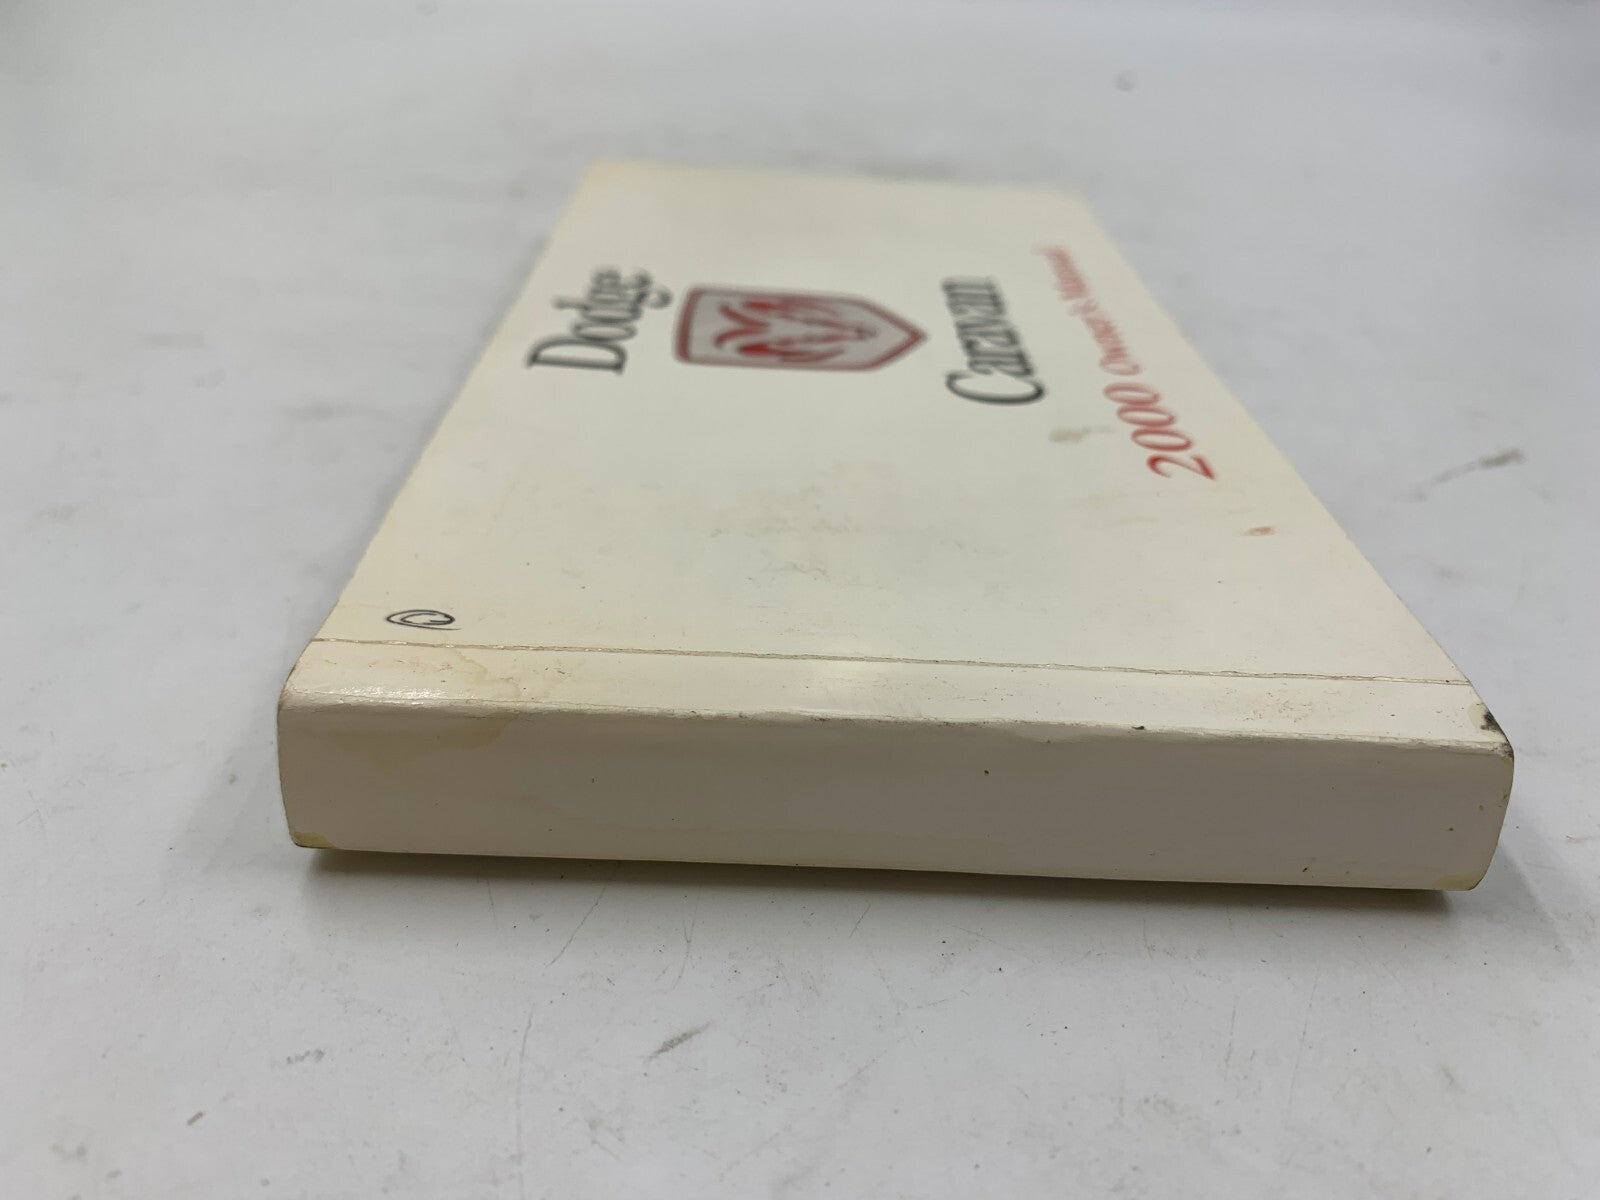 Dodge
Caravan
2000 Owner's Manual